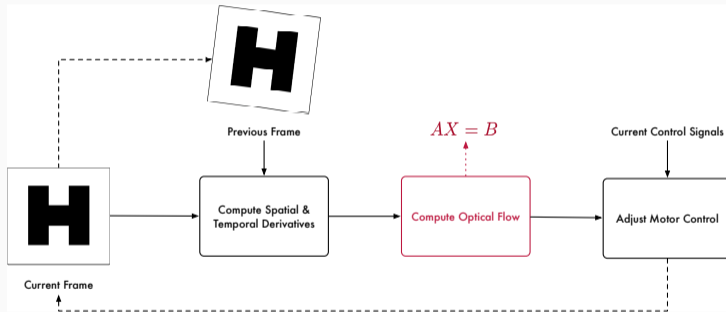 H
Previous Frame
AX = B
Current Control Signals
H
Compute Spatial &
Temporal Derivatives
Compute Optical Flow
Adjust Motor Control
Current Frame